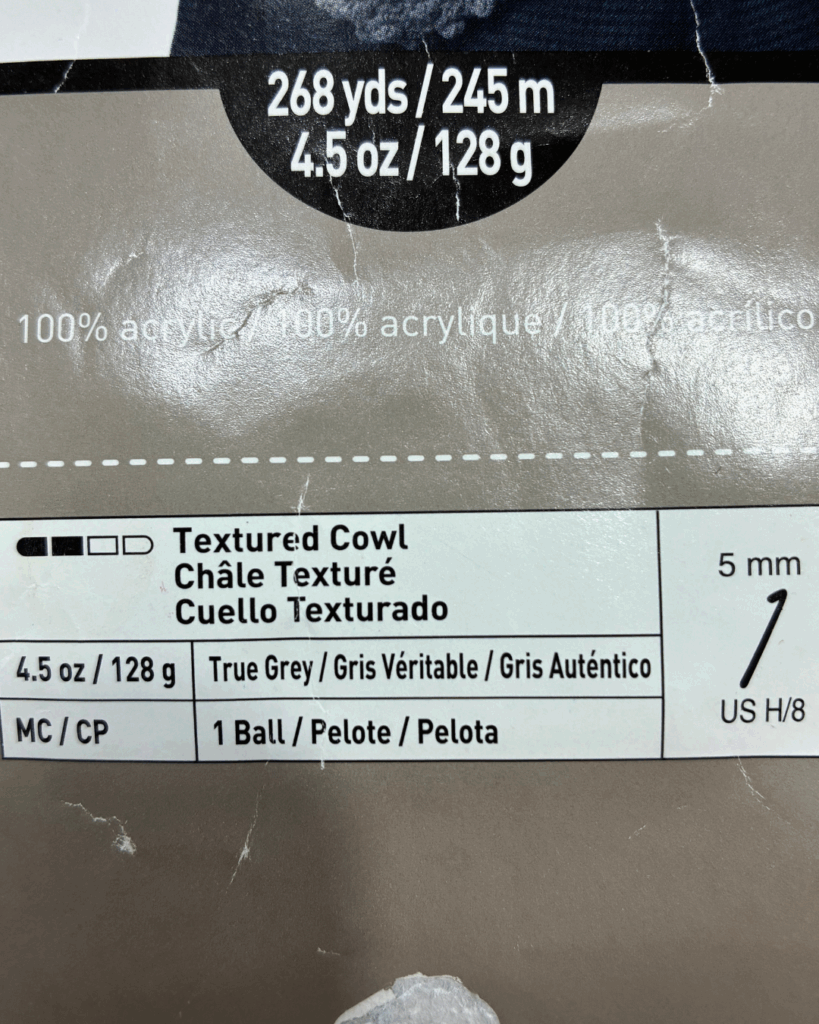 268 yds / 245 m
4.5 oz / 128 g
100% acrylic / 100% acrylique / 100% acrílico
Textured Cowl
Châle Texturé
Cuello Texturado
5 mm
US H/8
4.5 oz / 128 g True Grey / Gris Véritable / Gris Auténtico
MC / CP 1 Ball / Pelote / Pelota